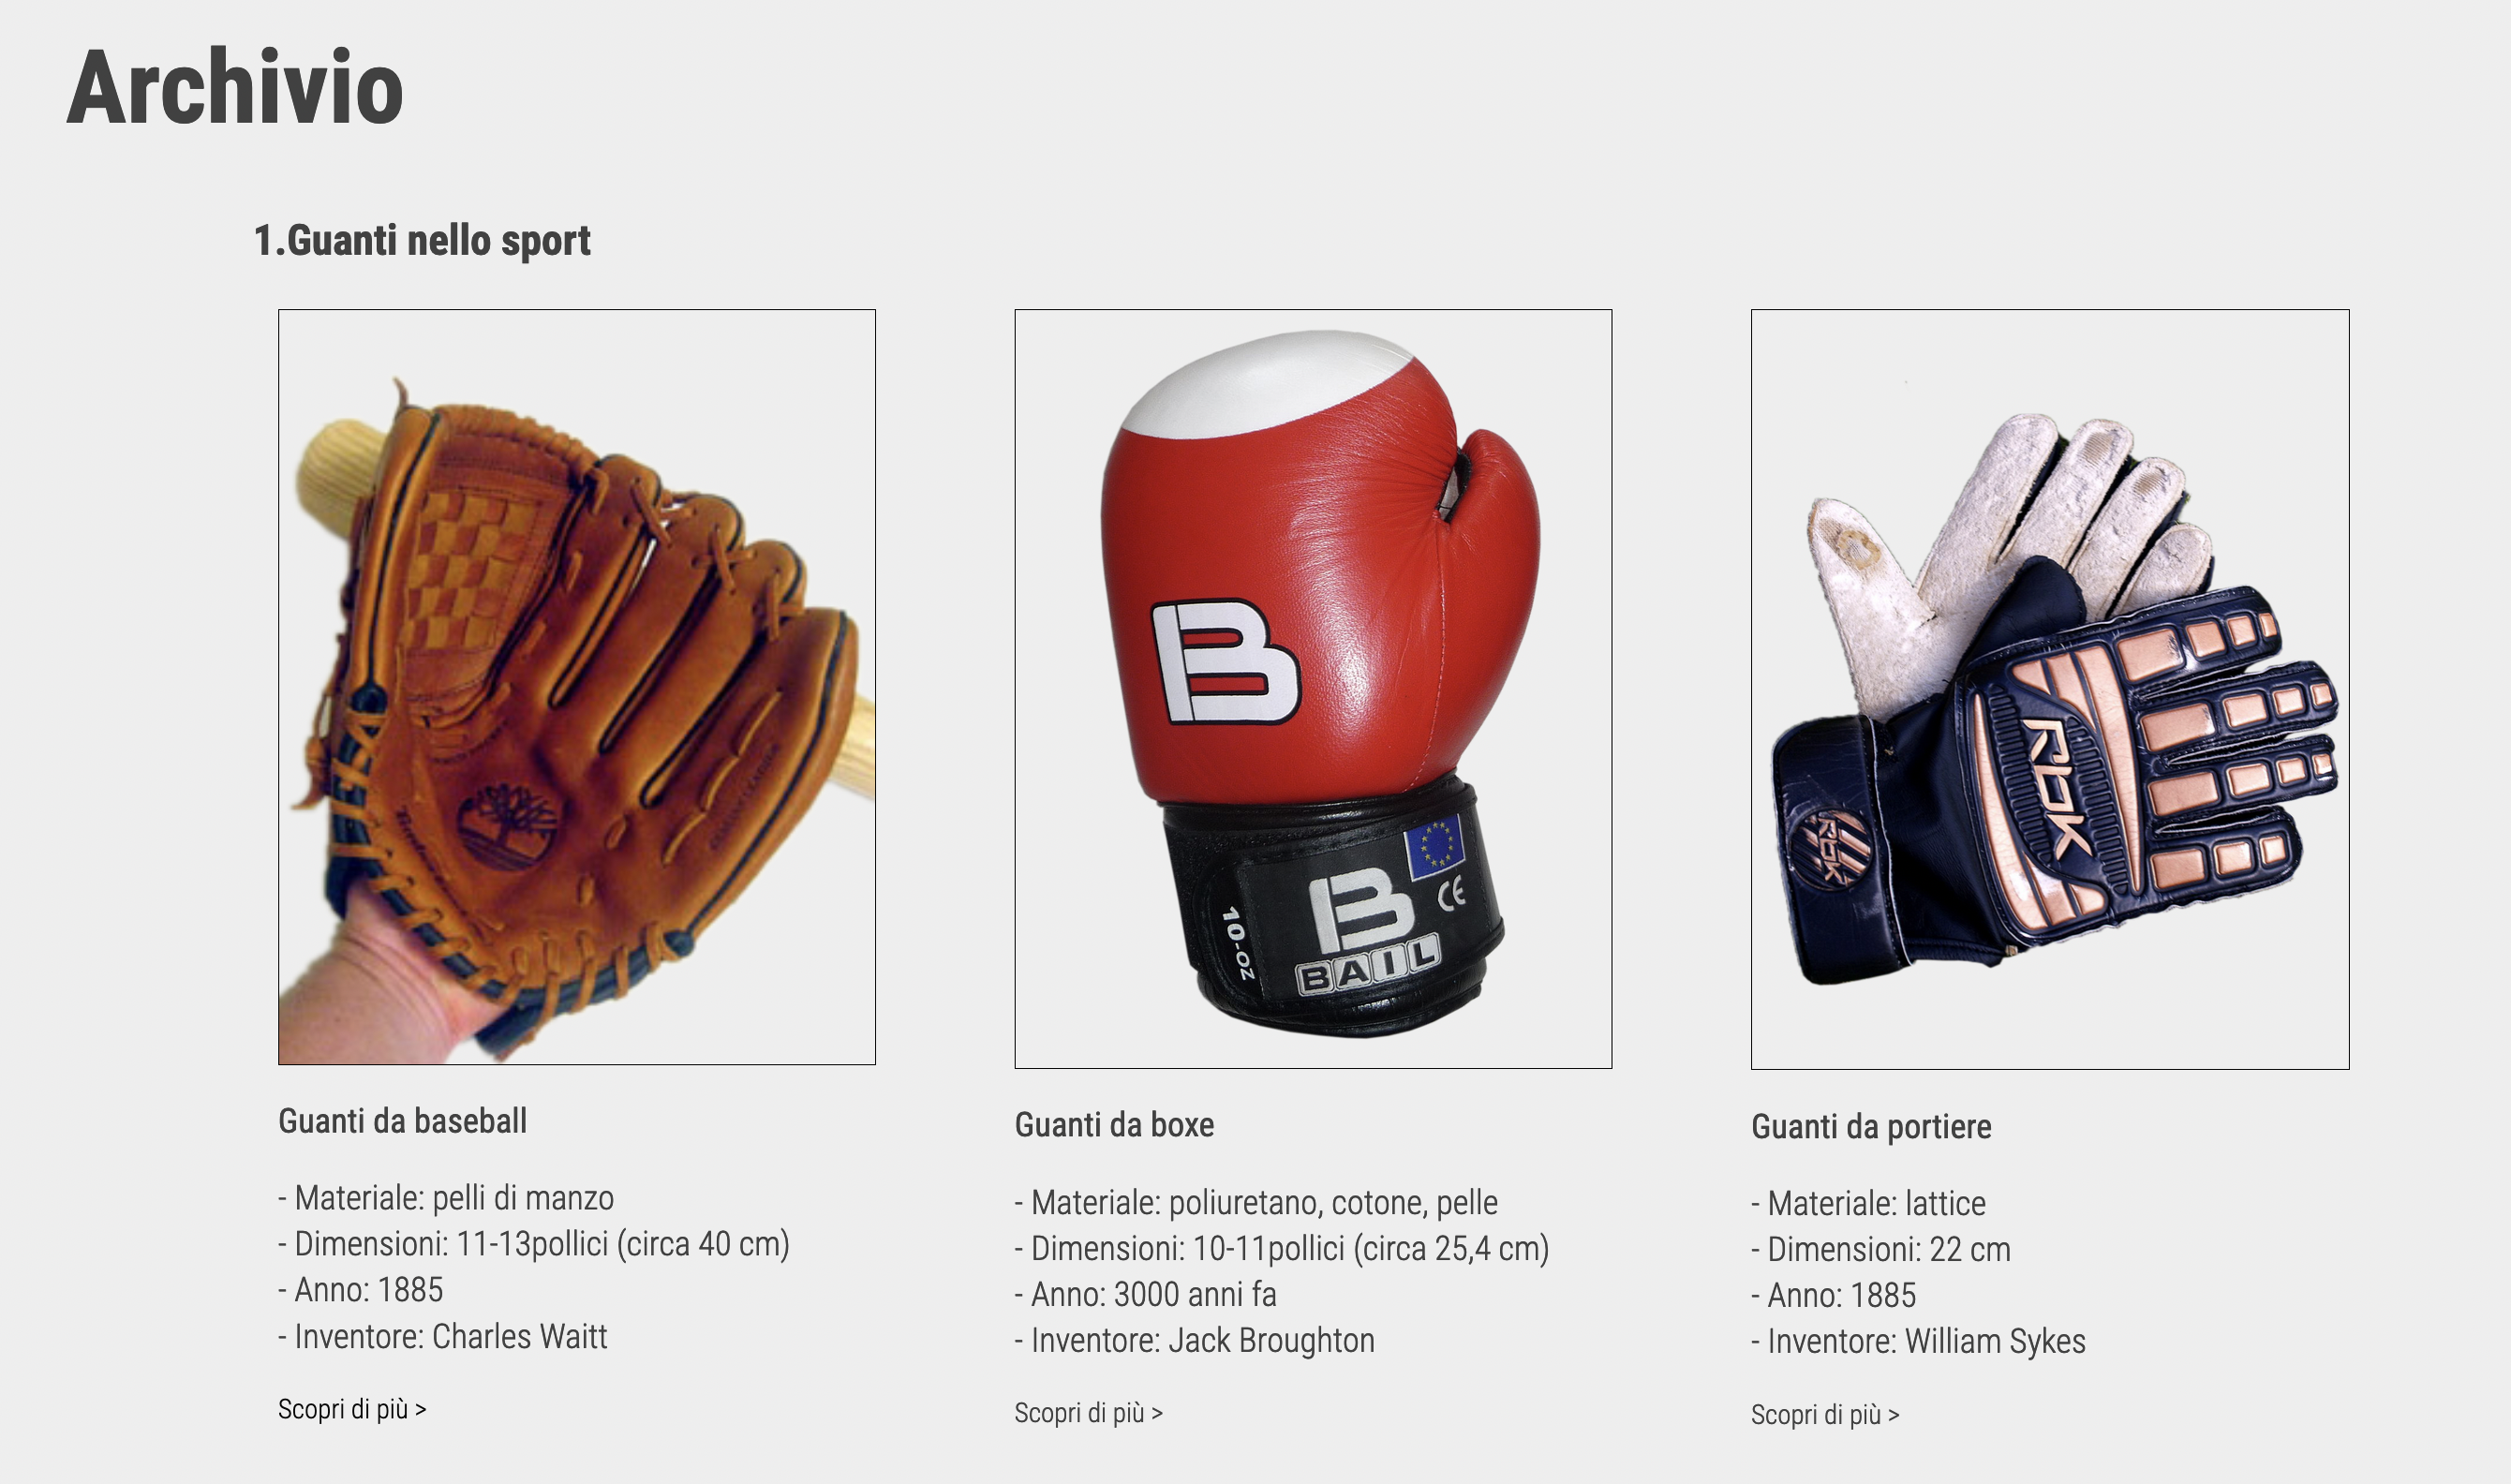 Archivio
1.Guanti nello sport
B
B
BAIL
10-OZ
CE
RbK
RbK
Guanti da baseball
- Materiale: pelli di manzo
- Dimensioni: 11-13pollici (circa 40 cm)
- Anno: 1885
- Inventore: Charles Waitt
Scopri di più >
Guanti da boxe
- Materiale: poliuretano, cotone, pelle
- Dimensioni: 10-11pollici (circa 25,4 cm)
- Anno: 3000 anni fa
- Inventore: Jack Broughton
Scopri di più >
Guanti da portiere
- Materiale: lattice
- Dimensioni: 22 cm
- Anno: 1885
- Inventore: William Sykes
Scopri di più >